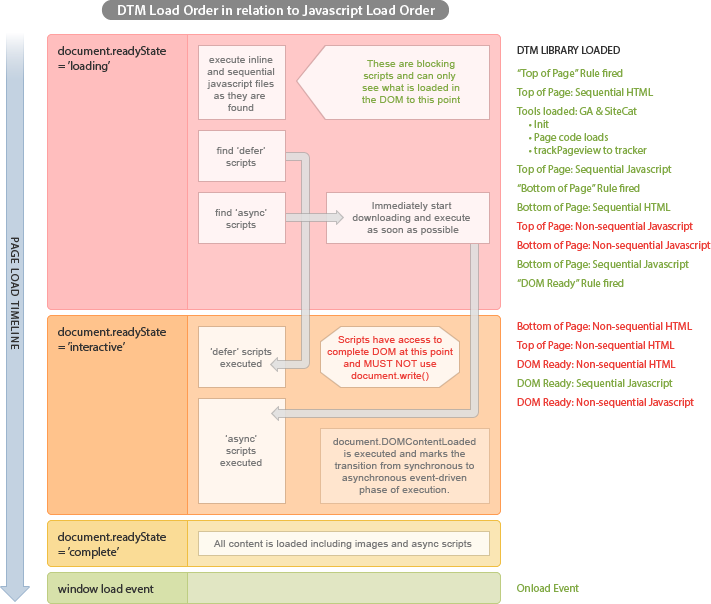 DTM Load Order in relation to Javascript Load Order
PAGE LOAD TIMELINE
document.readyState
= 'loading'
execute inline
and sequential
javascript files
as they are
found
These are blocking
scripts and can only
see what is loaded
in the DOM to this point
find 'defer'
scripts
find 'async'
scripts
Immediately start
downloading and execute
as soon as possible
document.readyState
= 'interactive'
'defer' scripts
executed
Scripts have access to
complete DOM at this point
and MUST NOT use
document.write()
'async'
scripts
executed
document.DOMContentLoaded
is executed and marks the
transition from synchronous to
asynchronous event-driven
phase of execution.
document.readyState
= 'complete'
All content is loaded including images and async scripts
window load event
DTM LIBRARY LOADED
"Top of Page" Rule fired
Top of Page: Sequential HTML
Tools loaded: GA & SiteCat
• Init
• Page code loads
• trackPageview to tracker
Top of Page: Sequential Javascript
"Bottom of Page" Rule fired
Bottom of Page: Sequential HTML
Top of Page: Non-sequential Javascript
Bottom of Page: Non-sequential Javascript
Bottom of Page: Sequential Javascript
"DOM Ready" Rule fired
Bottom of Page: Non-sequential HTML
Top of Page: Non-sequential HTML
DOM Ready: Non-sequential HTML
DOM Ready: Sequential Javascript
DOM Ready: Non-sequential Javascript
Onload Event